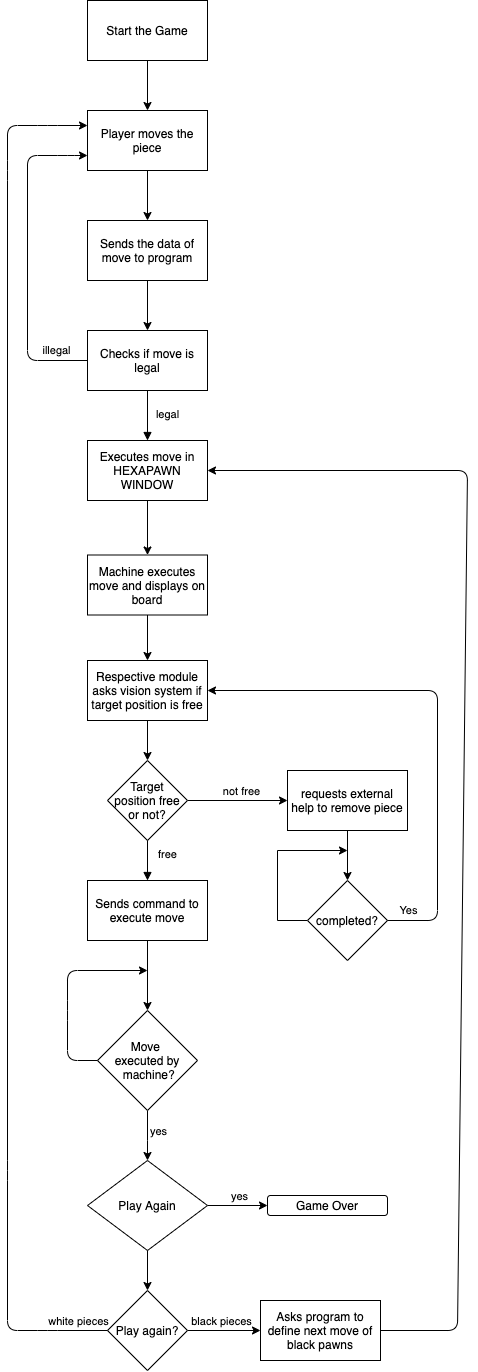 Start the Game
Player moves the
piece
Sends the data of
move to program
illegal
Checks if move is
legal
legal
Executes move in
HEXAPAWN
WINDOW
Machine executes
move and displays on
board
Respective module
asks vision system if
target position is free
Target
position free
or not?
not free
requests external
help to remove piece
free
Sends command to
execute move
completed?
Yes
Move
executed by
machine?
yes
Play Again
yes
Game Over
white pieces
Play again?
black pieces
Asks program to
define next move of
black pawns